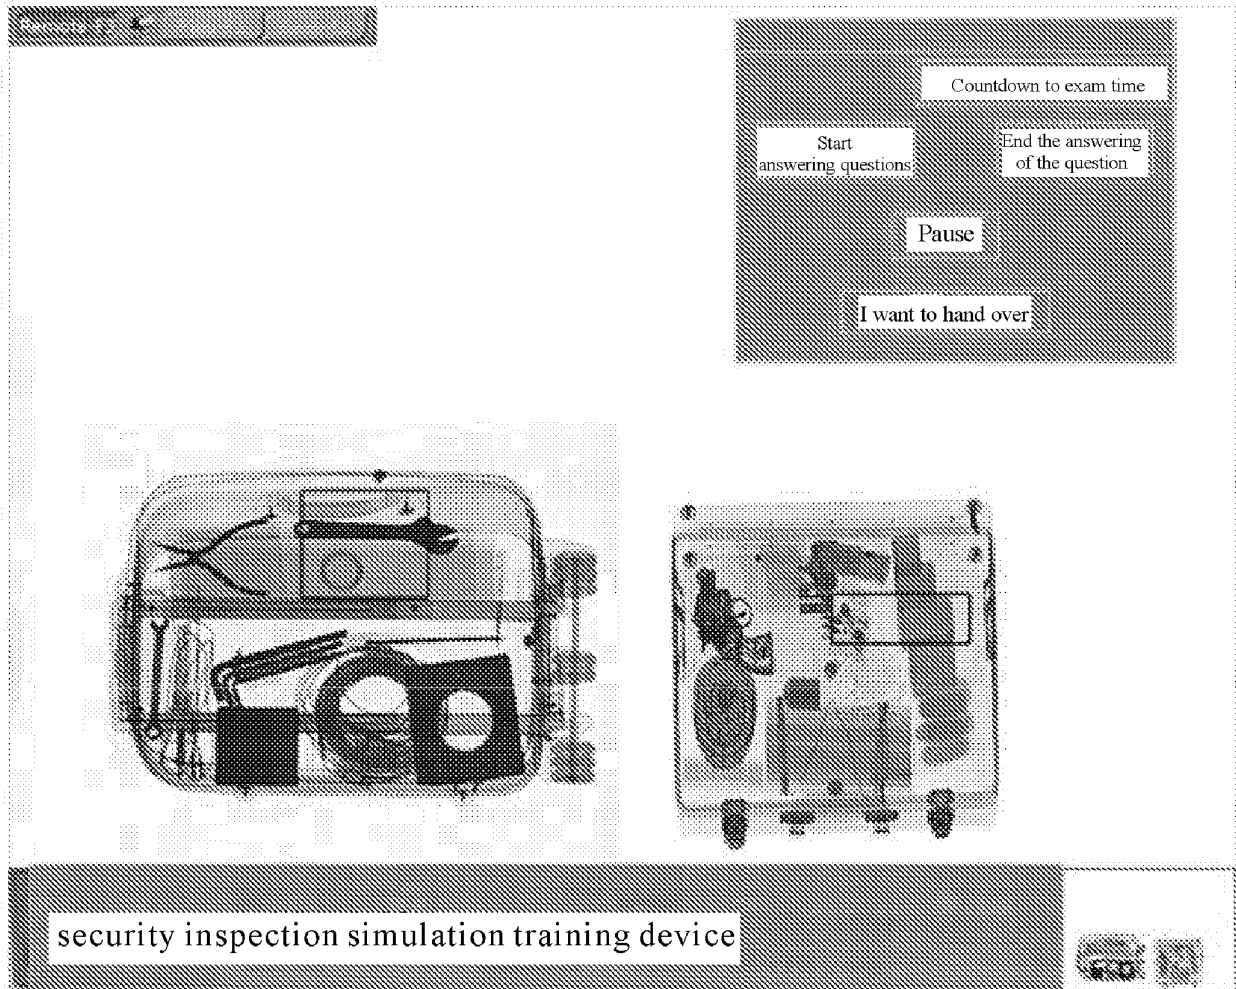 Countdown to exam time
Start
answering questions
End the answering
of the question
Pause
I want to hand over
security inspection simulation training device